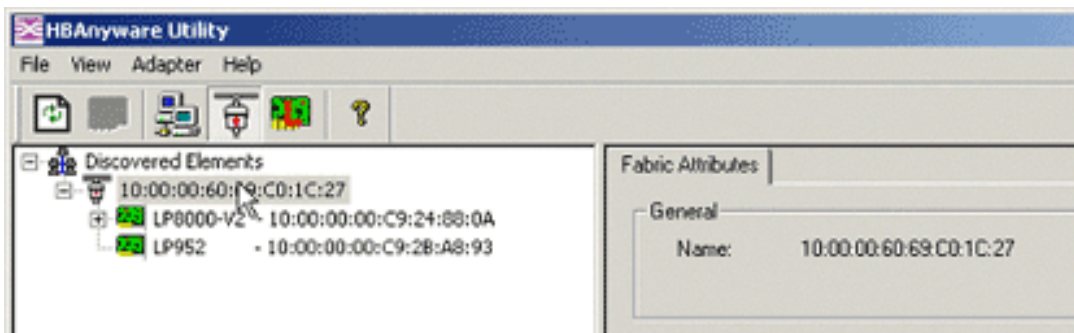 HBAnyware Utility
File View Adapter Help
Discovered Elements
10:00:00:60:69:C0:1C:27
LP8000-V2 - 10:00:00:00:C9:24:88:0A
LP952 - 10:00:00:00:C9:2B:A8:93
Fabric Attributes
General
Name: 10:00:00:60:69:C0:1C:27